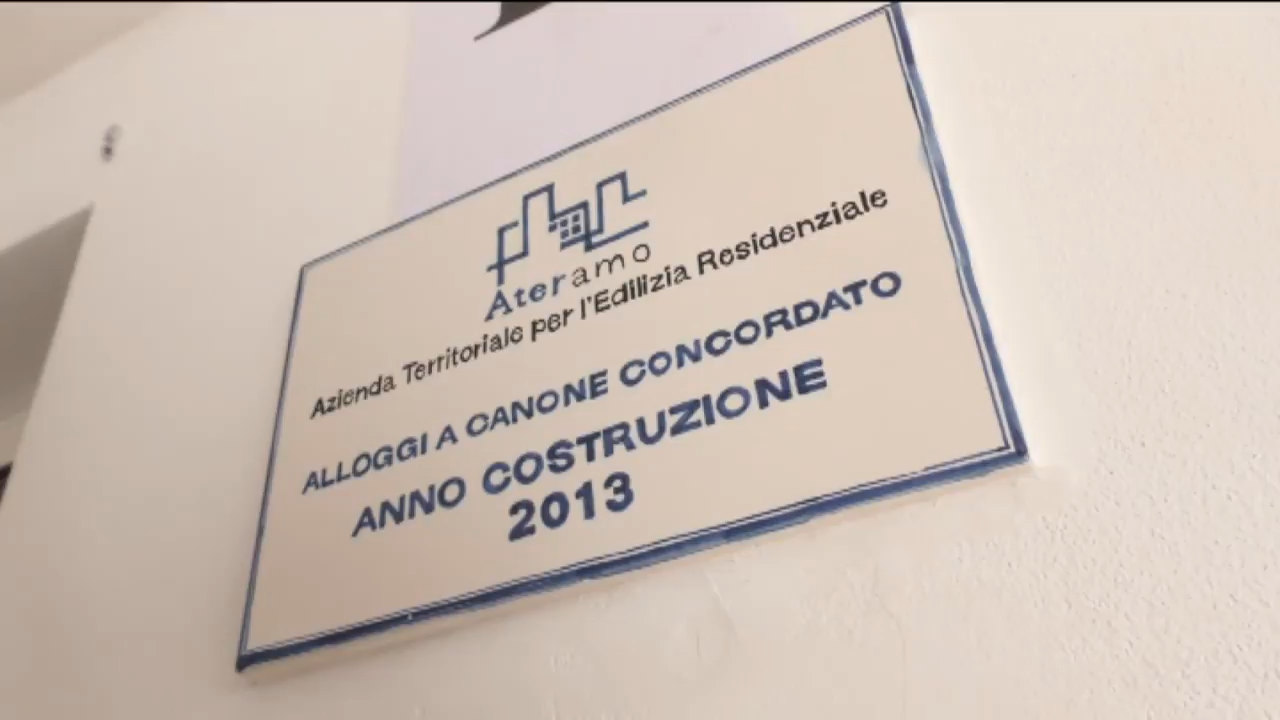 Ateramo
Azienda Territoriale per l'Edilizia Residenziale
ALLOGGI A CANONE CONCORDATO
ANNO COSTRUZIONE
2013